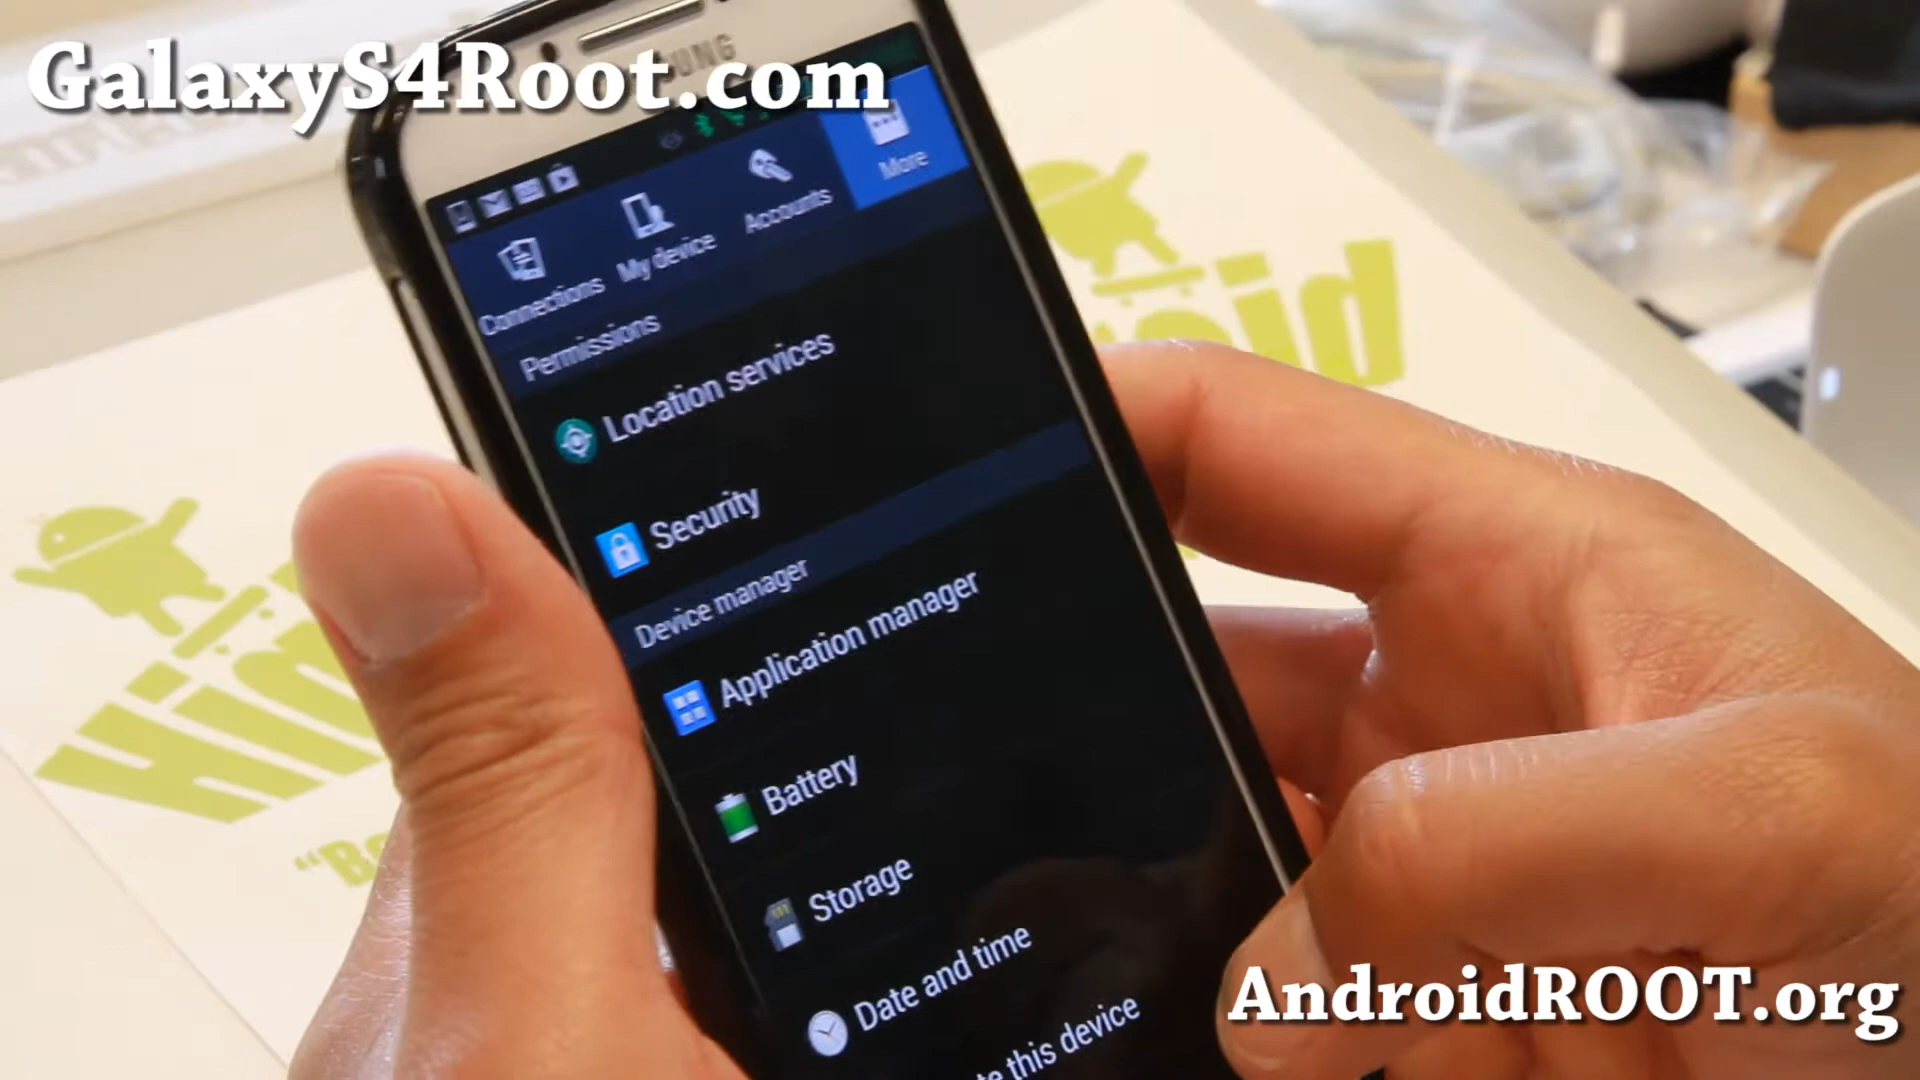 GalaxyS4Root.com
Connections
My device
Accounts
More
Permissions
Location services
Security
Device manager
Application manager
Battery
Storage
Date and time
this device
AndroidROOT.org